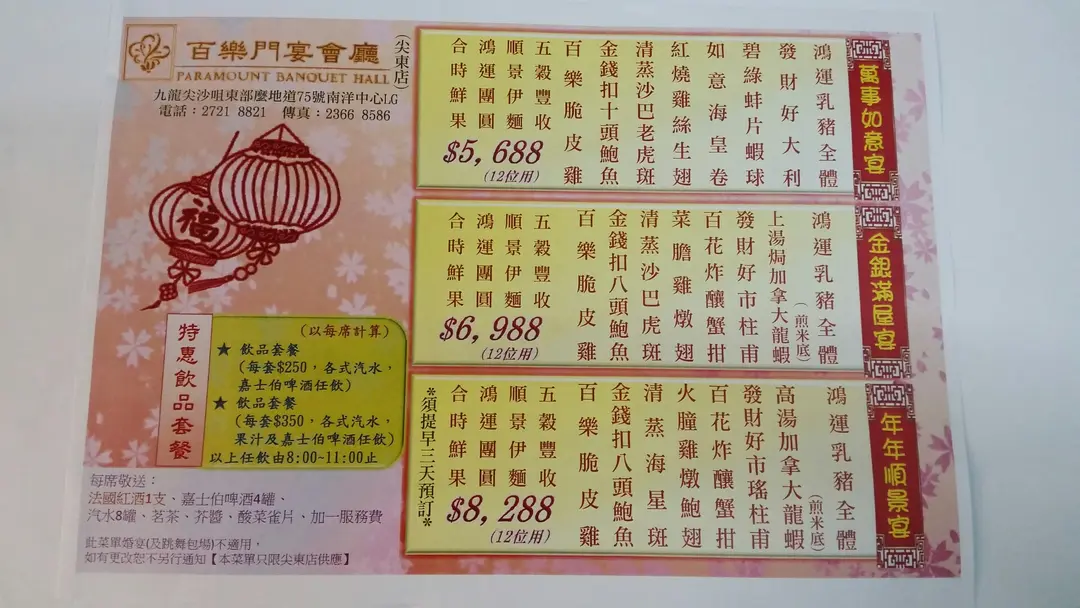 百樂門宴會廳
(尖東店)
PARAMOUNT BANQUET HALL
九龍尖沙咀東部麼地道75號南洋中心LG
電話：2721 8821 傳真：2366 8586
福
特惠飲品套餐
(以每席計算)
★ 飲品套餐
(每套$250，各式汽水，
嘉士伯啤酒任飲)
★ 飲品套餐
(每套$350，各式汽水，
果汁及嘉士伯啤酒任飲)
以上任飲由8:00~11:00止
每席敬送：
法國紅酒1支、嘉士伯啤酒4罐、
汽水8罐、茗茶、芥醬、酸菜雀片、加一服務費
此菜單婚宴(及跳舞包場)不適用，
如有更改恕不另行通知【本菜單只限尖東店供應】
萬事如意宴
鴻運乳豬全體
發財好大利
碧綠蚌片蝦球
如意海皇卷
紅燒雞絲生翅
清蒸沙巴老虎斑
金錢扣十頭鮑魚
百樂脆皮雞
五穀豐收
順景伊麵
鴻運團圓
合時鮮果
$5,688
(12位用)
金銀滿屋宴
鴻運乳豬全體
上湯焗加拿大龍蝦
(煎米底)
發財好市柱甫
百花炸釀蟹拑
菜膽雞燉翅
清蒸沙巴虎斑
金錢扣八頭鮑魚
百樂脆皮雞
五穀豐收
順景伊麵
鴻運團圓
合時鮮果
$6,988
(12位用)
年年順景宴
鴻運乳豬全體
高湯加拿大龍蝦
(煎米底)
發財好市瑤柱甫
百花炸釀蟹拑
火朣雞燉鮑翅
清蒸海星斑
金錢扣八頭鮑魚
百樂脆皮雞
五穀豐收
順景伊麵
鴻運團圓
合時鮮果
*須提早三天預訂*
$8,288
(12位用)